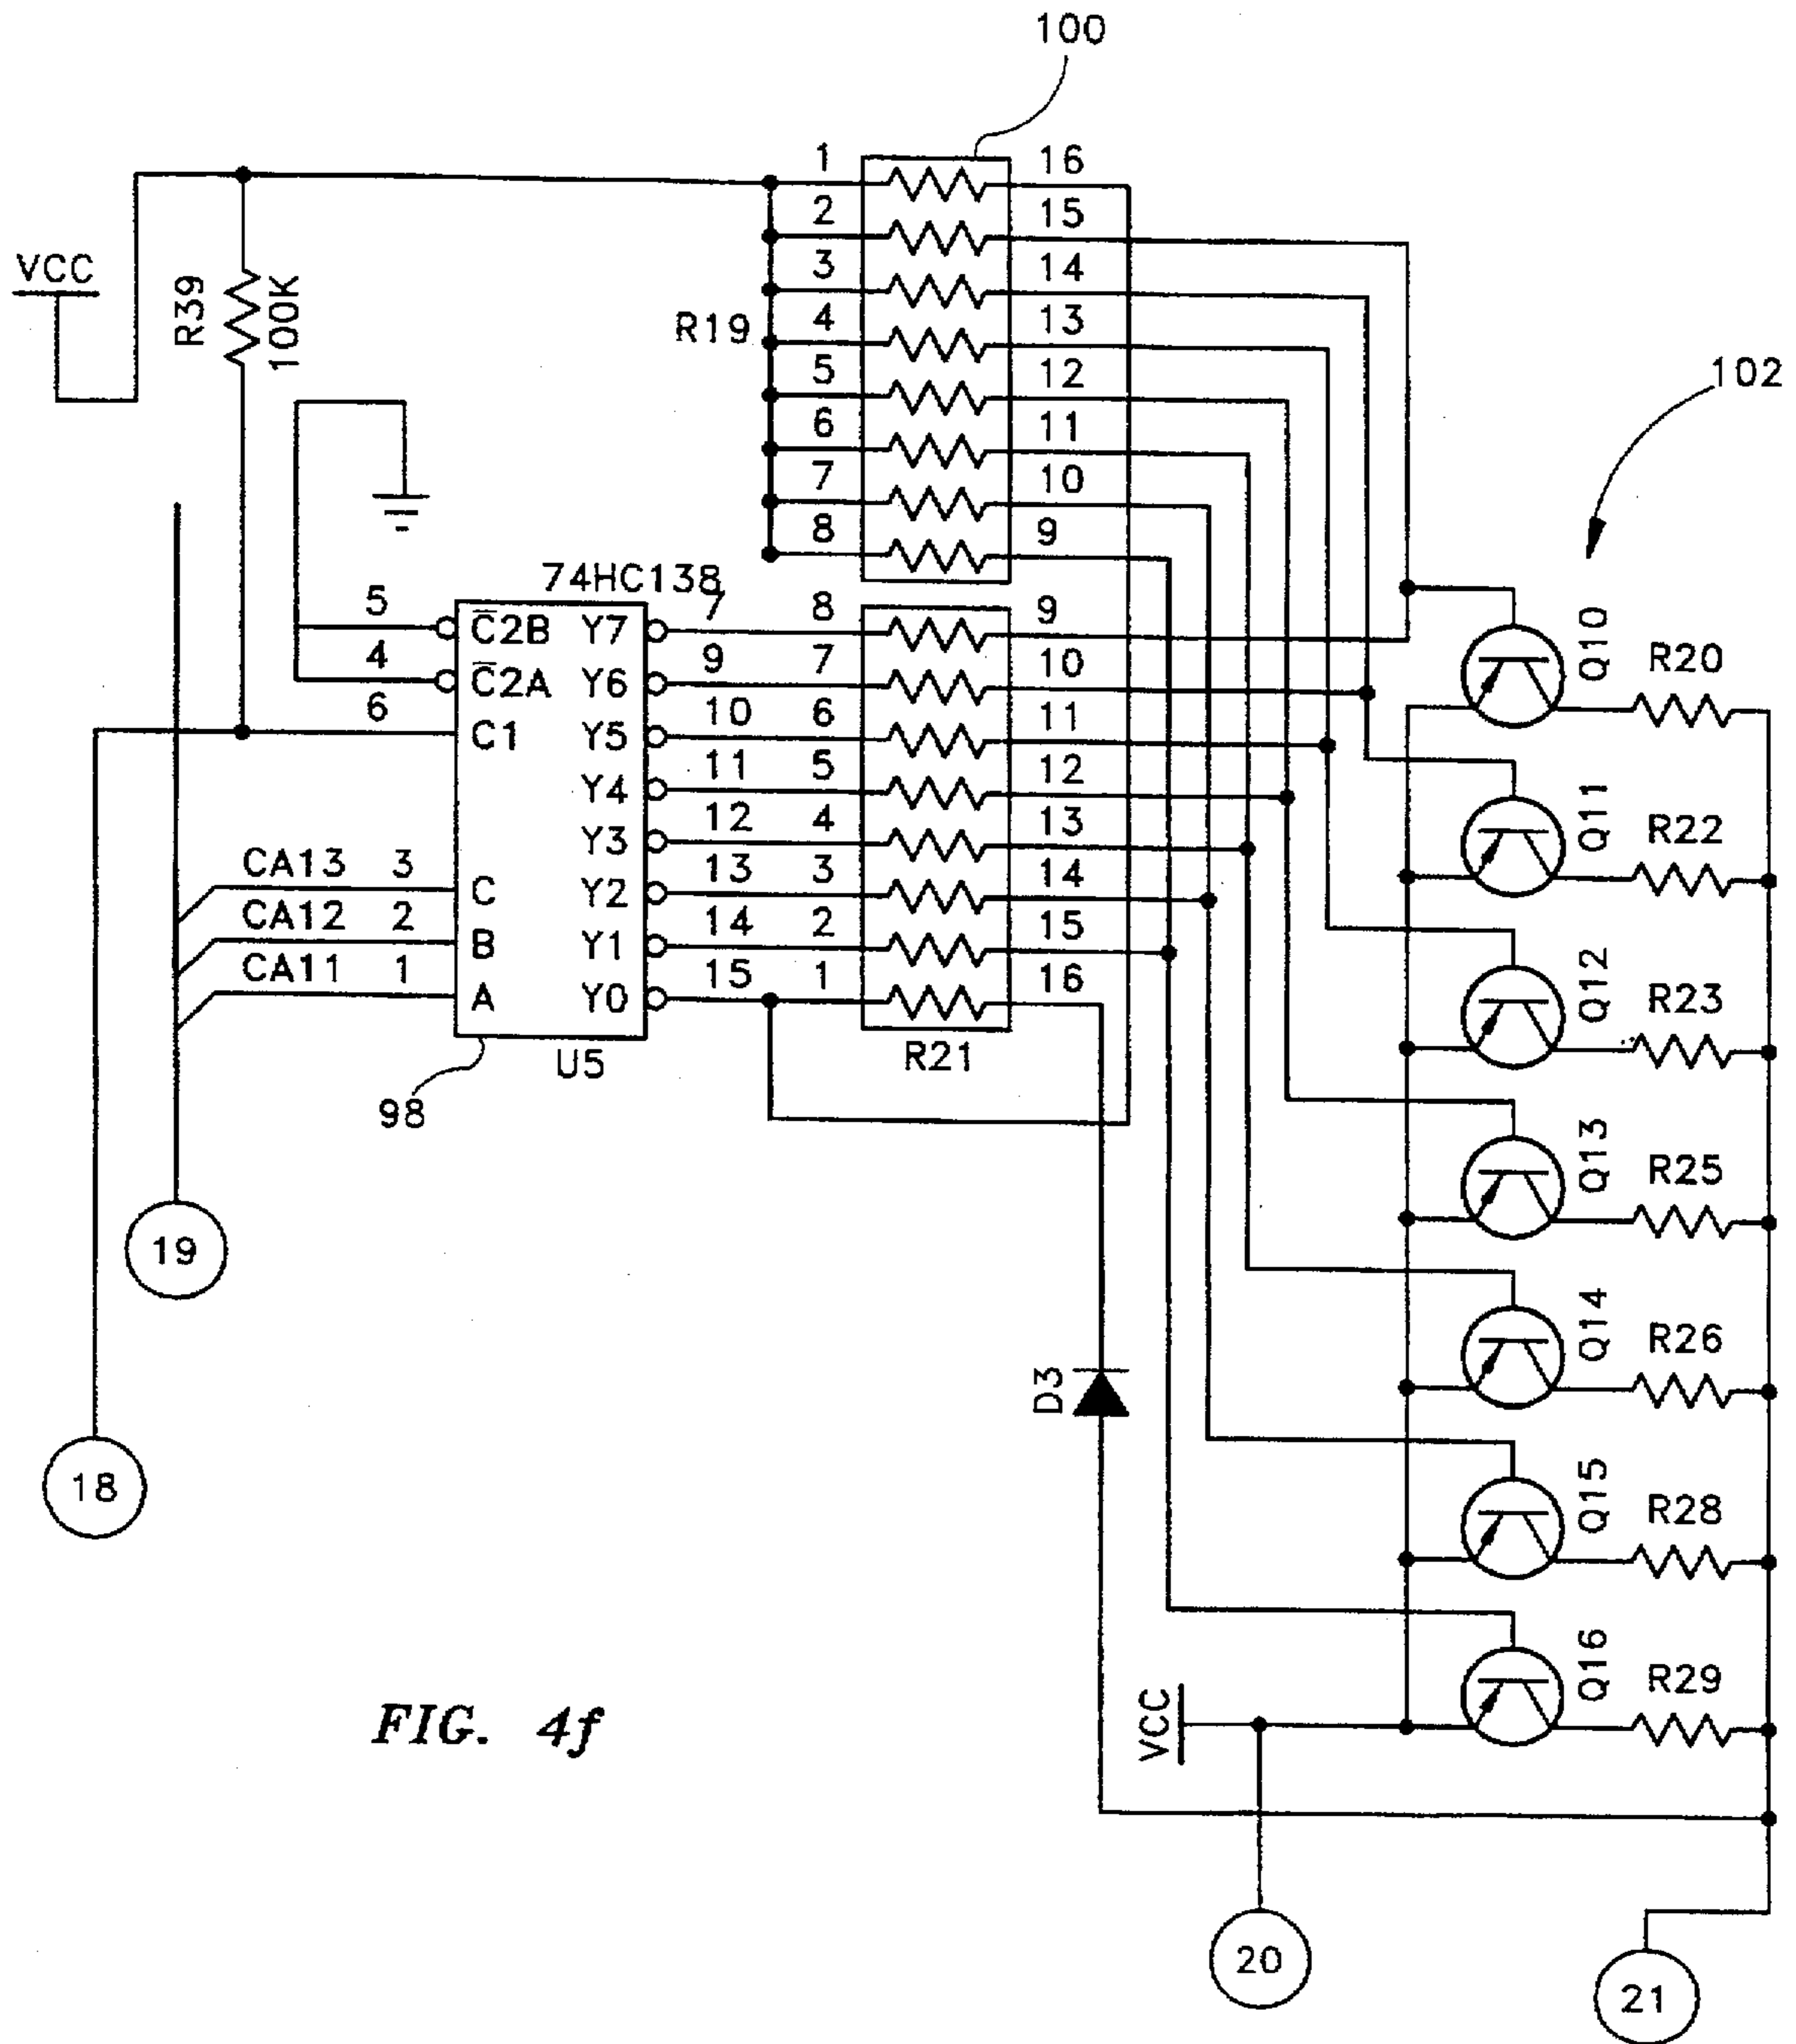 100
1 16
2 15
VCC
R39
100K
3 14
R19
4 13
5 12
102
6 11
7 10
8 9
74HC138
5 C̅2B Y7 7 8 9
4 C̅2A Y6 9 7 10
6 C1 Y5 10 6 11
Y4 11 5 12
Y3 12 4 13
CA13 3 C Y2 13 3 14
CA12 2 B Y1 14 2 15
CA11 1 A Y0 15 1 16
U5
R21
98
Q10 R20
Q11 R22
Q12 R23
Q13 R25
19
Q14 R26
D3
18
Q15 R28
Q16 R29
VCC
FIG. 4f
20
21